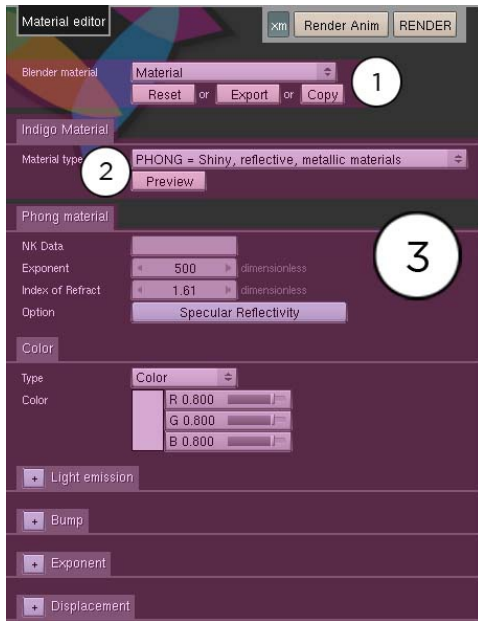 Material editor
xm Render Anim RENDER
Blender material Material
Reset or Export or Copy
1
Indigo Material
Material type PHONG = Shiny, reflective, metallic materials
2
Preview
Phong material
3
NK Data
Exponent 500 dimensionless
Index of Refract 1.61 dimensionless
Option Specular Reflectivity
Color
Type Color
Color R 0.800
G 0.800
B 0.800
+ Light emission
+ Bump
+ Exponent
+ Displacement